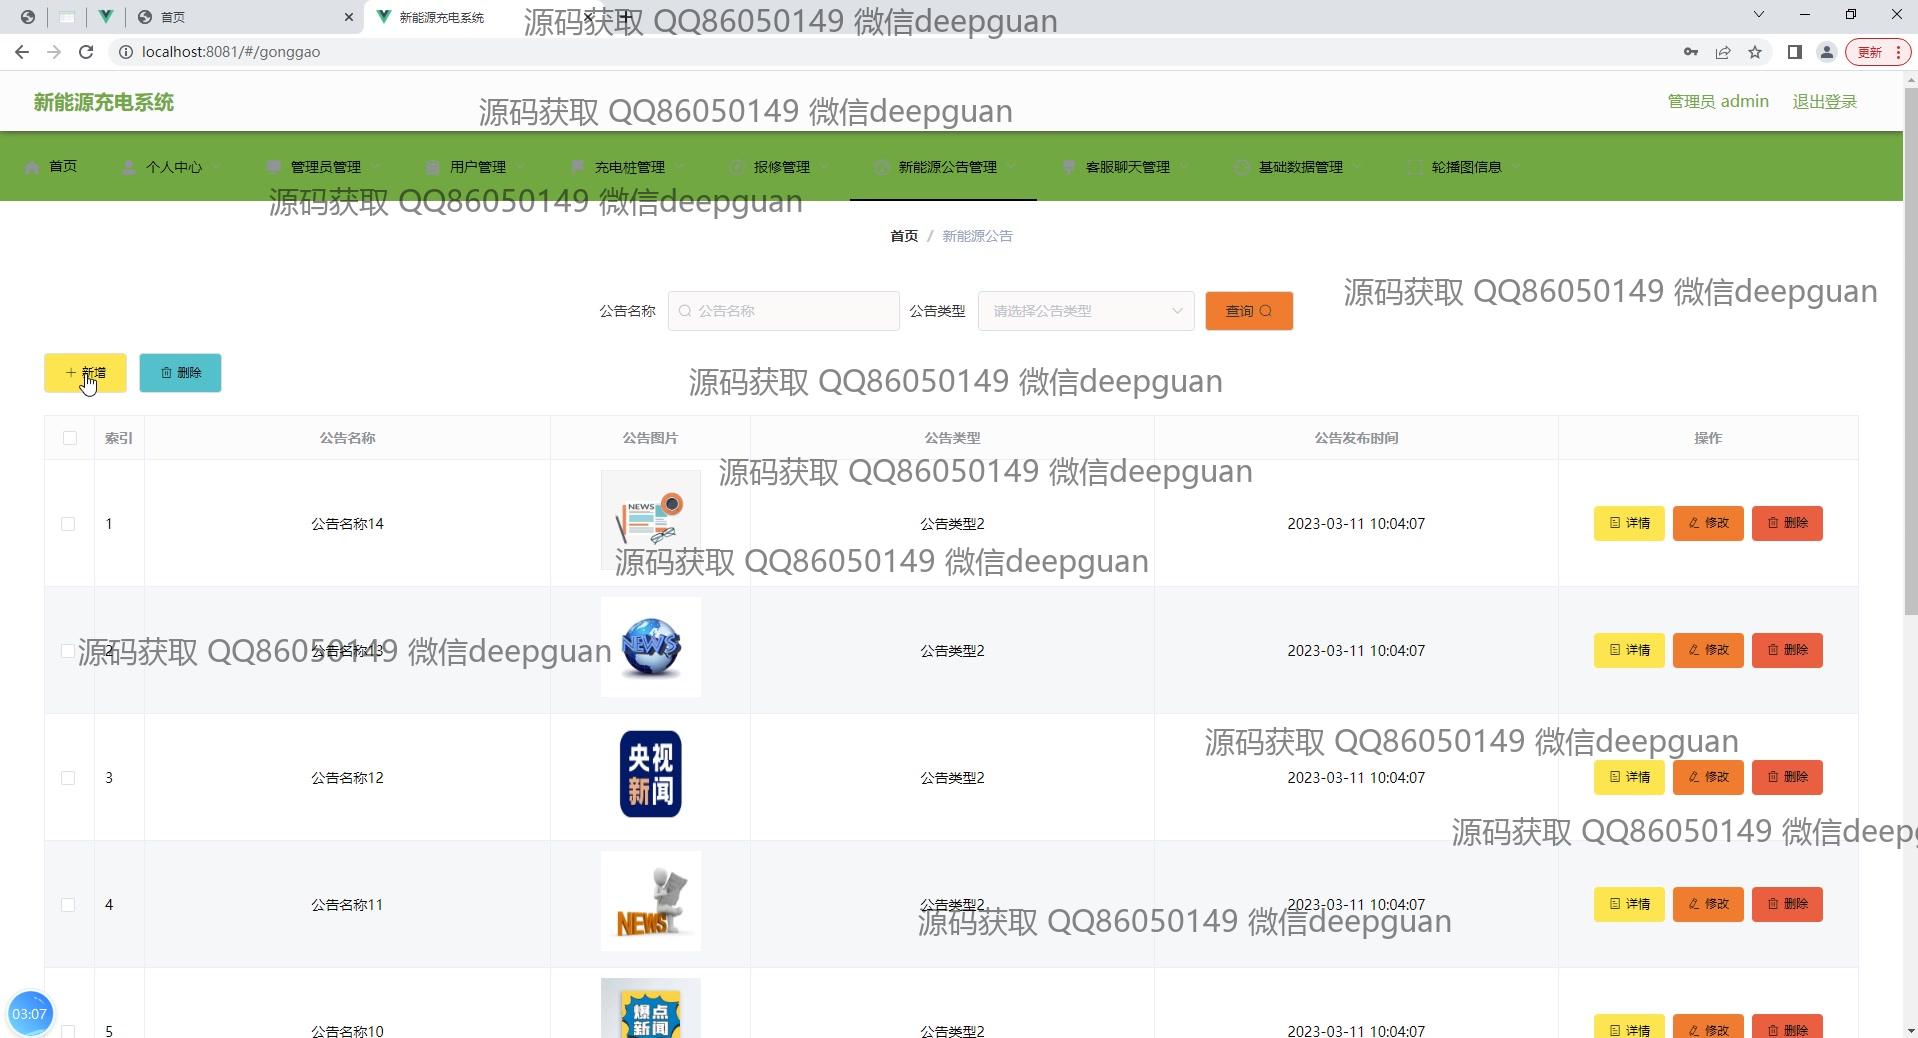 首页
新能源充电系统
源码获取 QQ86050149 微信deepguan
localhost:8081/#/gonggao
更新
新能源充电系统
源码获取 QQ86050149 微信deepguan
管理员 admin
退出登录
首页
个人中心
管理员管理
用户管理
充电桩管理
报修管理
新能源公告管理
客服聊天管理
基础数据管理
轮播图信息
源码获取 QQ86050149 微信deepguan
首页 / 新能源公告
源码获取 QQ86050149 微信deepguan
公告名称
公告名称
公告类型
请选择公告类型
查询
新增
删除
源码获取 QQ86050149 微信deepguan
索引
公告名称
公告图片
公告类型
公告发布时间
操作
源码获取 QQ86050149 微信deepguan
1
公告名称14
NEWS
公告类型2
2023-03-11 10:04:07
详情
修改
删除
源码获取 QQ86050149 微信deepguan
2
公告名称13
NEWS
公告类型2
2023-03-11 10:04:07
详情
修改
删除
源码获取 QQ86050149 微信deepguan
源码获取 QQ86050149 微信deepguan
3
公告名称12
央视
新闻
公告类型2
2023-03-11 10:04:07
详情
修改
删除
源码获取 QQ86050149 微信deep
4
公告名称11
NEWS
公告类型2
2023-03-11 10:04:07
详情
修改
删除
源码获取 QQ86050149 微信deepguan
03:07
5
公告名称10
爆点
新闻
公告类型2
2023-03-11 10:04:07
详情
修改
删除